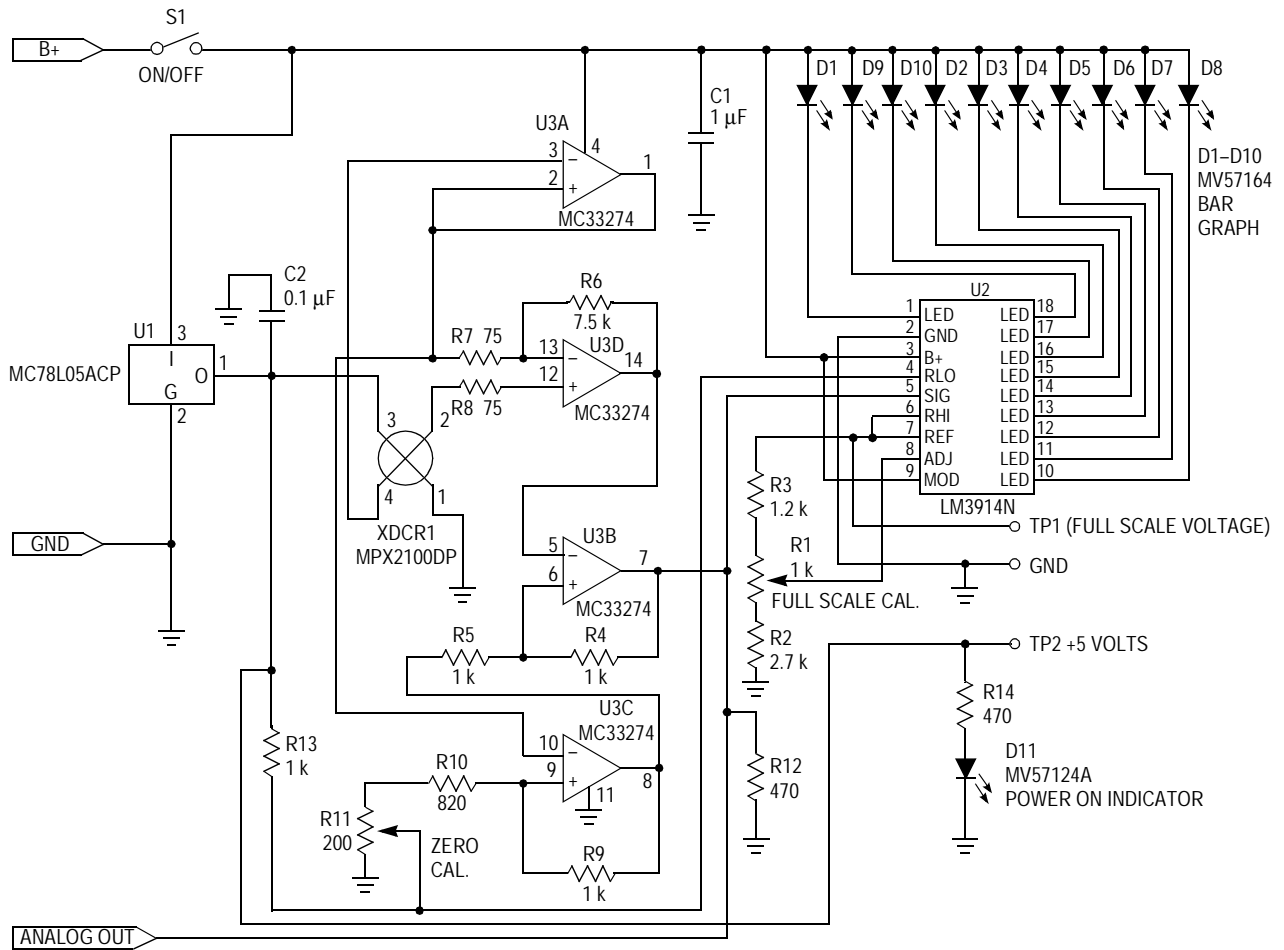 S1
B+
ON/OFF
D1
D9
D10
D2
D3
D4
D5
D6
D7
D8
C1
1 µF
U3A
3
−
4
1
2
+
MC33274
D1–D10
MV57164
BAR
GRAPH
C2
0.1 µF
R6
7.5 k
U1
3
I
O
1
G
2
MC78L05ACP
R7 75
13
−
U3D
14
12
+
R8 75
MC33274
U2
1 LED LED 18
2 GND LED 17
3 B+ LED 16
4 RLO LED 15
5 SIG LED 14
6 RHI LED 13
7 REF LED 12
8 ADJ LED 11
9 MOD LED 10
LM3914N
3
2
4
1
XDCR1
MPX2100DP
GND
R3
1.2 k
TP1 (FULL SCALE VOLTAGE)
U3B
5
−
7
6
+
MC33274
R1
1 k
FULL SCALE CAL.
GND
R5
1 k
R4
1 k
R2
2.7 k
TP2 +5 VOLTS
R14
470
U3C
MC33274
10
−
9
+
8
11
R13
1 k
R10
820
R12
470
D11
MV57124A
POWER ON INDICATOR
R11
200
ZERO
CAL.
R9
1 k
ANALOG OUT